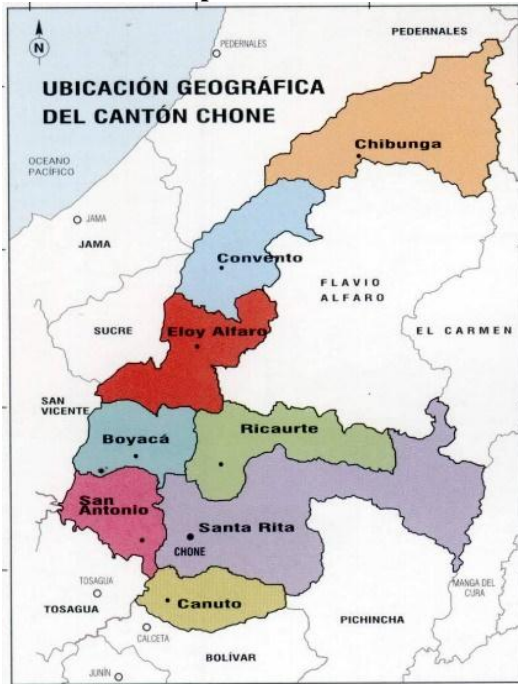 N
PEDERNALES
PEDERNALES
UBICACIÓN GEOGRÁFICA
DEL CANTÓN CHONE
Chibunga
OCEANO
PACÍFICO
JAMA
JAMA
Convento
FLAVIO
ALFARO
SUCRE
Eloy Alfaro
EL CARMEN
SAN
VICENTE
Boyacá
Ricaurte
San
Antonio
Santa Rita
CHONE
TOSAGUA
TOSAGUA
Canuto
MANGA DEL
CURA
CALCETA
PICHINCHA
BOLÍVAR
JUNÍN